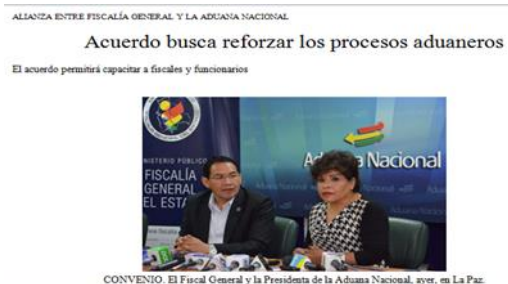 ALIANZA ENTRE FISCALÍA GENERAL Y LA ADUANA NACIONAL
Acuerdo busca reforzar los procesos aduaneros
El acuerdo permitirá capacitar a fiscales y funcionarios
MINISTERIO PÚBLICO
FISCALÍA
GENERAL
EL ESTA
Aduana Nacional
CONVENIO. El Fiscal General y la Presidenta de la Aduana Nacional, ayer, en La Paz.